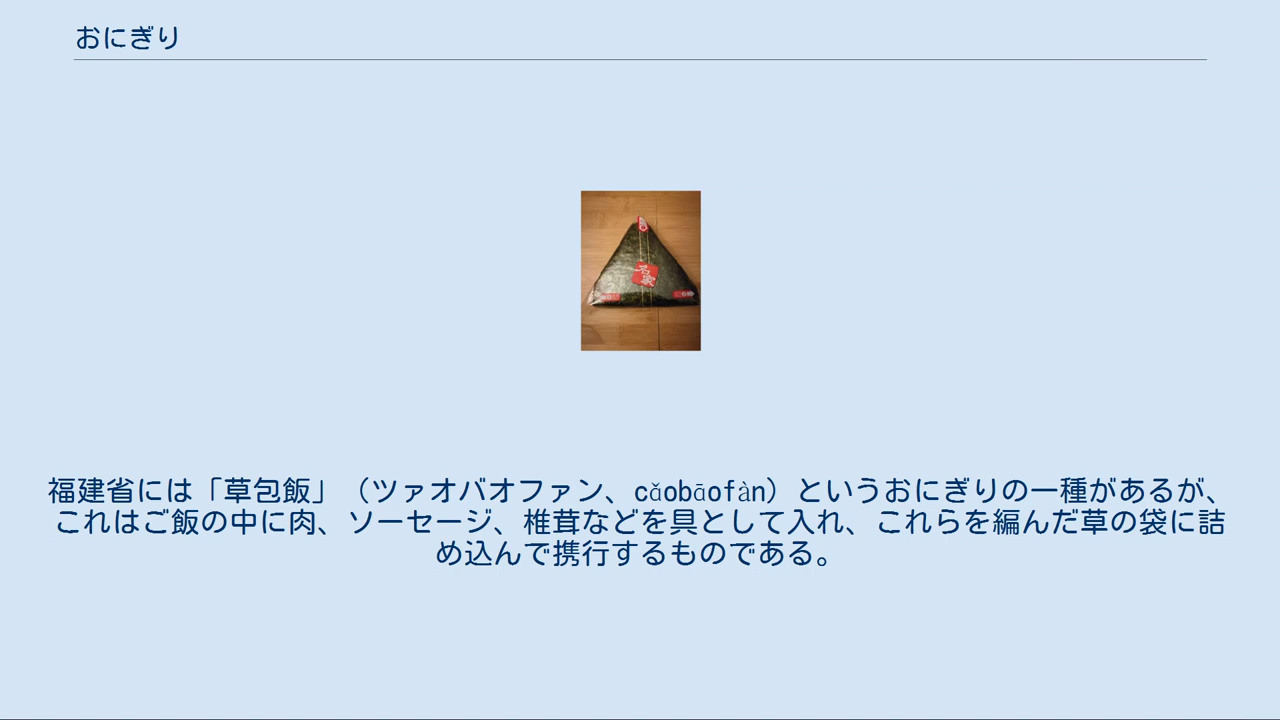 おにぎり
名家
福建省には「草包飯」（ツァオバオファン、cǎobāofàn）というおにぎりの一種があるが、
これはご飯の中に肉、ソーセージ、椎茸などを具として入れ、これらを編んだ草の袋に詰
め込んで携行するものである。